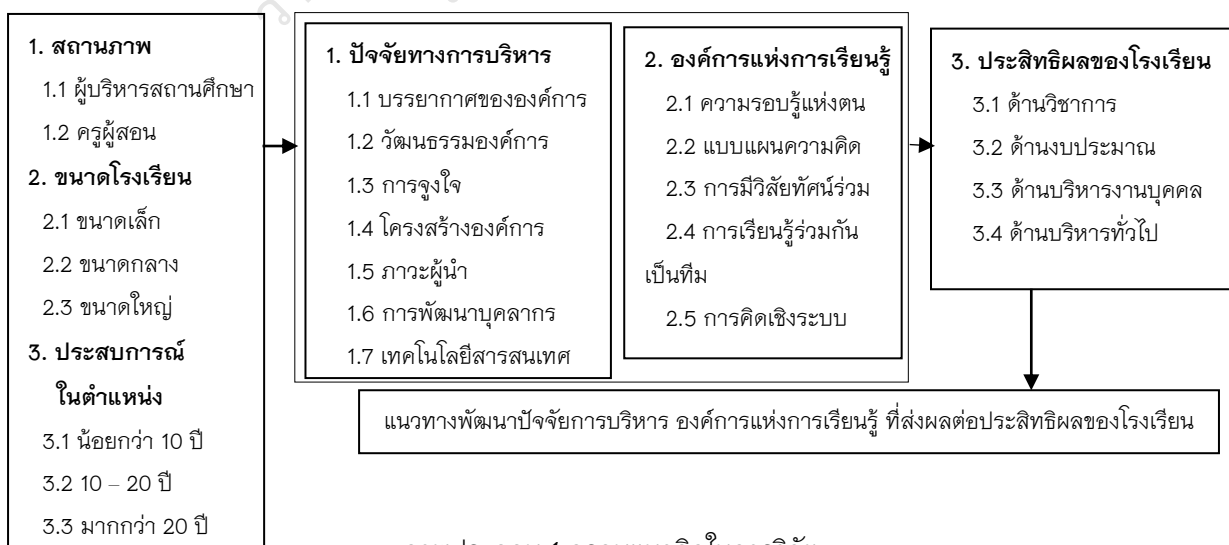 1. สถานภาพ
1.1 ผู้บริหารสถานศึกษา
1.2 ครูผู้สอน
2. ขนาดโรงเรียน
2.1 ขนาดเล็ก
2.2 ขนาดกลาง
2.3 ขนาดใหญ่
3. ประสบการณ์
ในตำแหน่ง
3.1 น้อยกว่า 10 ปี
3.2 10 – 20 ปี
3.3 มากกว่า 20 ปี
1. ปัจจัยทางการบริหาร
1.1 บรรยากาศขององค์การ
1.2 วัฒนธรรมองค์การ
1.3 การจูงใจ
1.4 โครงสร้างองค์การ
1.5 ภาวะผู้นำ
1.6 การพัฒนาบุคลากร
1.7 เทคโนโลยีสารสนเทศ
2. องค์การแห่งการเรียนรู้
2.1 ความรอบรู้แห่งตน
2.2 แบบแผนความคิด
2.3 การมีวิสัยทัศน์ร่วม
2.4 การเรียนรู้ร่วมกัน
เป็นทีม
2.5 การคิดเชิงระบบ
3. ประสิทธิผลของโรงเรียน
3.1 ด้านวิชาการ
3.2 ด้านงบประมาณ
3.3 ด้านบริหารงานบุคคล
3.4 ด้านบริหารทั่วไป
แนวทางพัฒนาปัจจัยการบริหาร องค์การแห่งการเรียนรู้ ที่ส่งผลต่อประสิทธิผลของโรงเรียน